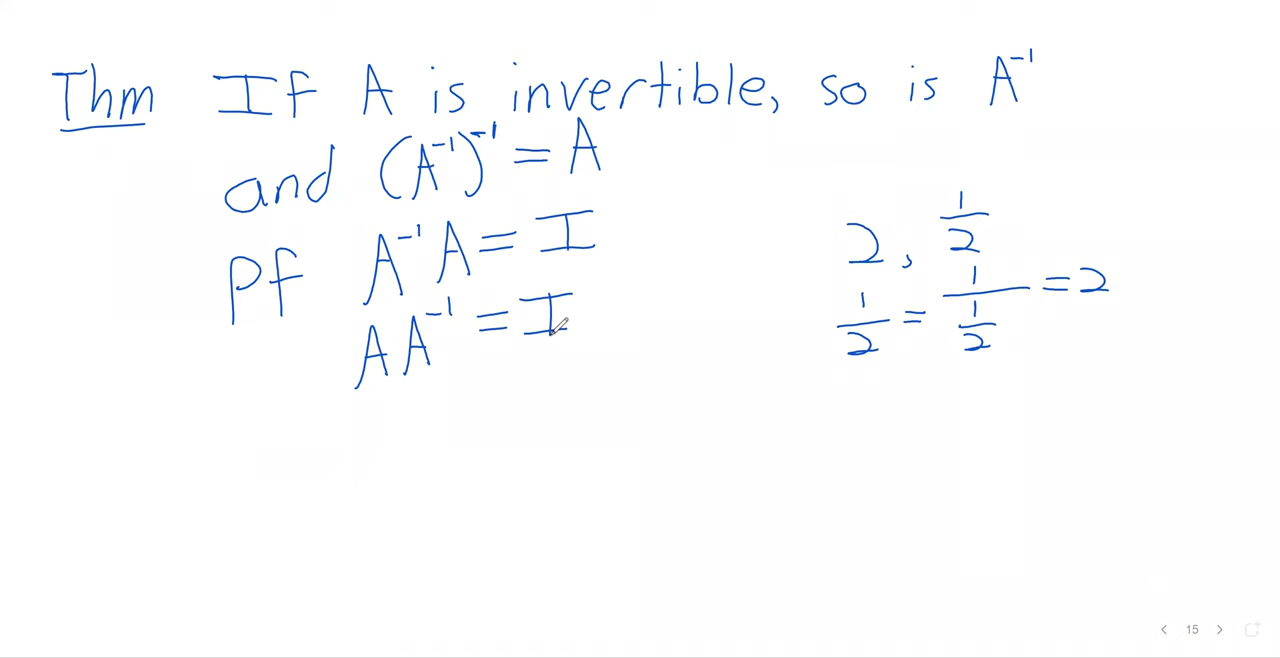 Thm If A is invertible, so is A⁻¹
and (A⁻¹)⁻¹ = A
pf A⁻¹A = I
AA⁻¹ = I
2, 1/2
1/2 = 1/(1/2) = 2
15